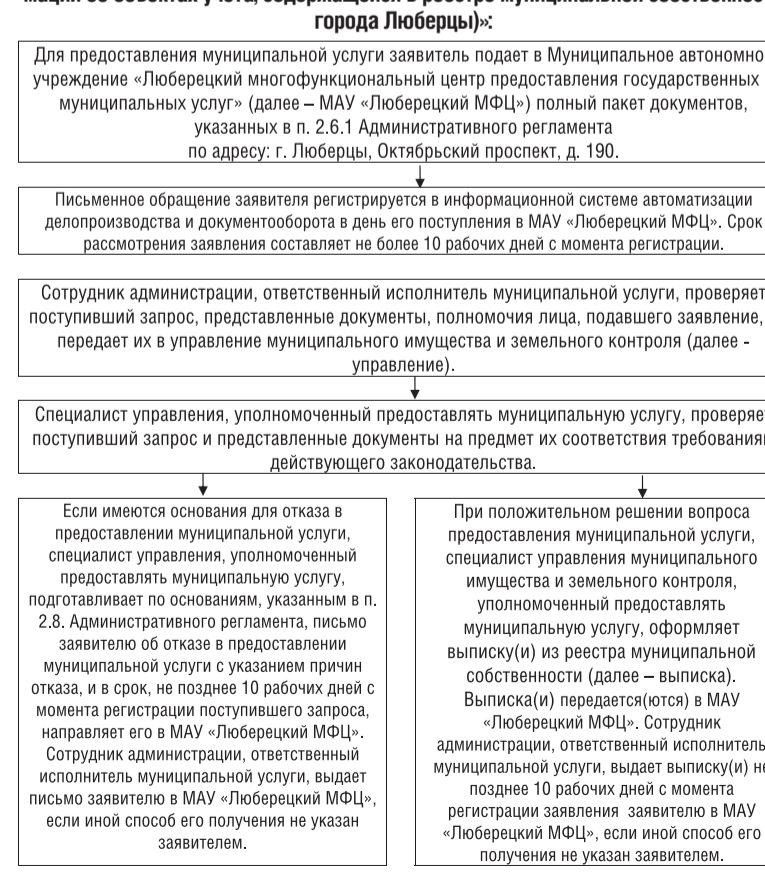 города Люберцы)»:
Для предоставления муниципальной услуги заявитель подает в Муниципальное автономно
учреждение «Люберецкий многофункциональный центр предоставления государственных
муниципальных услуг» (далее – МАУ «Люберецкий МФЦ») полный пакет документов,
указанных в п. 2.6.1 Административного регламента
по адресу: г. Люберцы, Октябрьский проспект, д. 190.
Письменное обращение заявителя регистрируется в информационной системе автоматизации
делопроизводства и документооборота в день его поступления в МАУ «Люберецкий МФЦ». Срок
рассмотрения заявления составляет не более 10 рабочих дней с момента регистрации.
Сотрудник администрации, ответственный исполнитель муниципальной услуги, проверяет
поступивший запрос, представленные документы, полномочия лица, подавшего заявление,
передает их в управление муниципального имущества и земельного контроля (далее -
управление).
Специалист управления, уполномоченный предоставлять муниципальную услугу, проверяе
поступивший запрос и представленные документы на предмет их соответствия требования
действующего законодательства.
Если имеются основания для отказа в
предоставлении муниципальной услуги,
специалист управления, уполномоченный
предоставлять муниципальную услугу,
подготавливает по основаниям, указанным в п.
2.8. Административного регламента, письмо
заявителю об отказе в предоставлении
муниципальной услуги с указанием причин
отказа, и в срок, не позднее 10 рабочих дней с
момента регистрации поступившего запроса,
направляет его в МАУ «Люберецкий МФЦ».
Сотрудник администрации, ответственный
исполнитель муниципальной услуги, выдает
письмо заявителю в МАУ «Люберецкий МФЦ»,
если иной способ его получения не указан
заявителем.
При положительном решении вопроса
предоставления муниципальной услуги,
специалист управления муниципального
имущества и земельного контроля,
уполномоченный предоставлять
муниципальную услугу, оформляет
выписку(и) из реестра муниципальной
собственности (далее – выписка).
Выписка(и) передается(ются) в МАУ
«Люберецкий МФЦ». Сотрудник
администрации, ответственный исполнитель
муниципальной услуги, выдает выписку(и) не
позднее 10 рабочих дней с момента
регистрации заявления заявителю в МАУ
«Люберецкий МФЦ», если иной способ его
получения не указан заявителем.